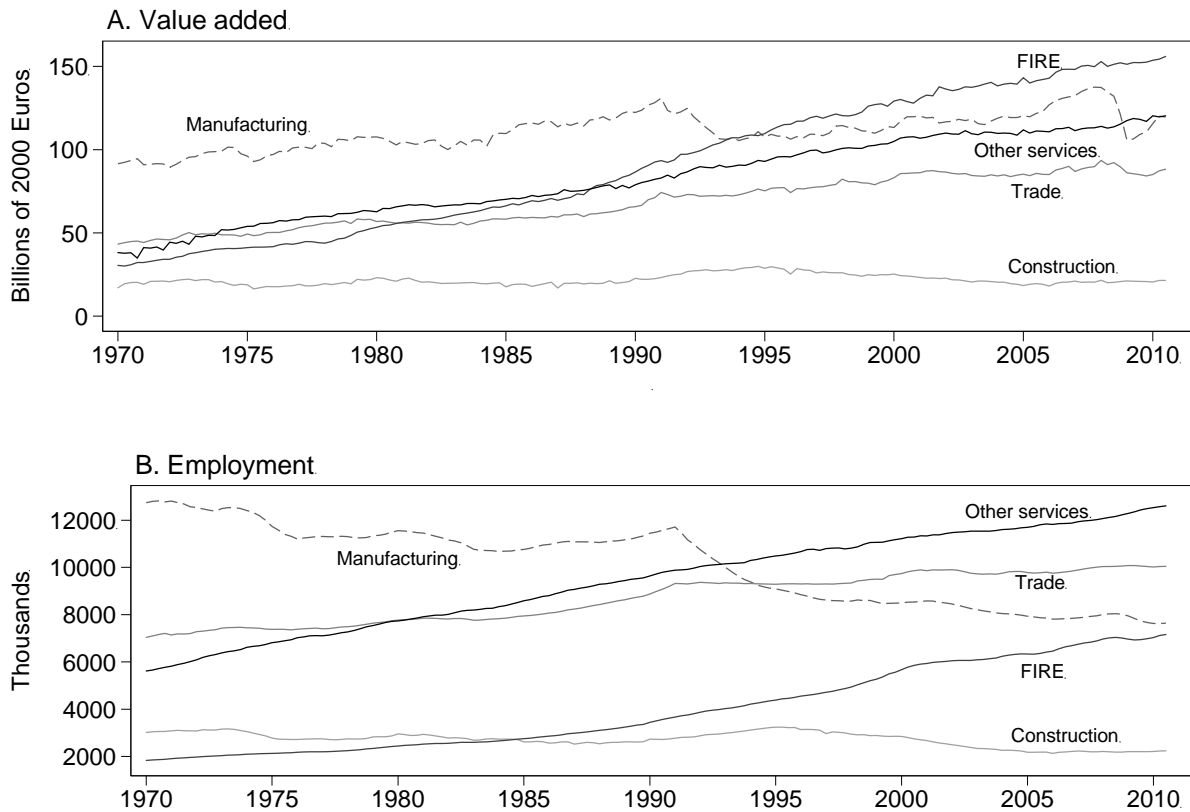 A. Value added
Billions of 2000 Euros
150
100
50
0
FIRE
Manufacturing
Other services
Trade
Construction
1970 1975 1980 1985 1990 1995 2000 2005 2010
B. Employment
Thousands
12000
10000
8000
6000
4000
2000
Other services
Manufacturing
Trade
FIRE
Construction
1970 1975 1980 1985 1990 1995 2000 2005 2010